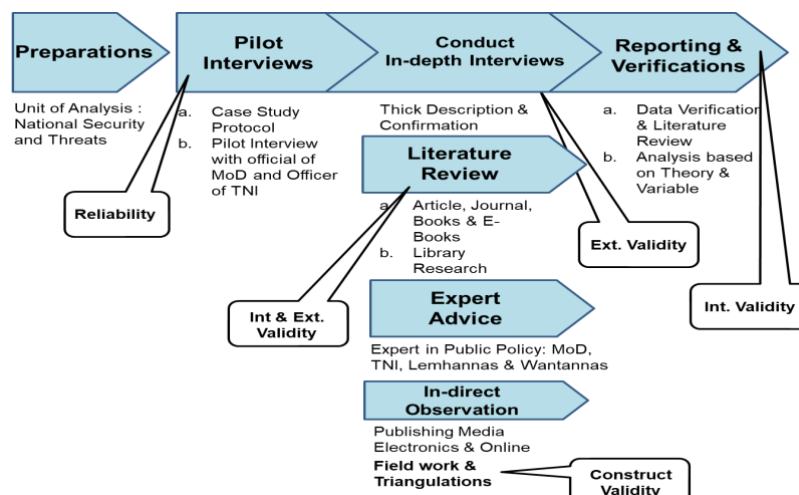 Preparations
Pilot
Interviews
Conduct
In-depth Interviews
Reporting &
Verifications
Unit of Analysis :
National Security
and Threats
a. Case Study
Protocol
b. Pilot Interview
with official of
MoD and Officer
of TNI
Thick Description &
Confirmation
a. Data Verification
& Literature
Review
b. Analysis based
on Theory &
Variable
Reliability
Literature
Review
a. Article, Journal,
Books & E-
Books
b. Library
Research
Ext. Validity
Int & Ext.
Validity
Int. Validity
Expert
Advice
Expert in Public Policy: MoD,
TNI, Lemhannas & Wantannas
In-direct
Observation
Publishing Media
Electronics & Online
Field work &
Triangulations
Construct
Validity